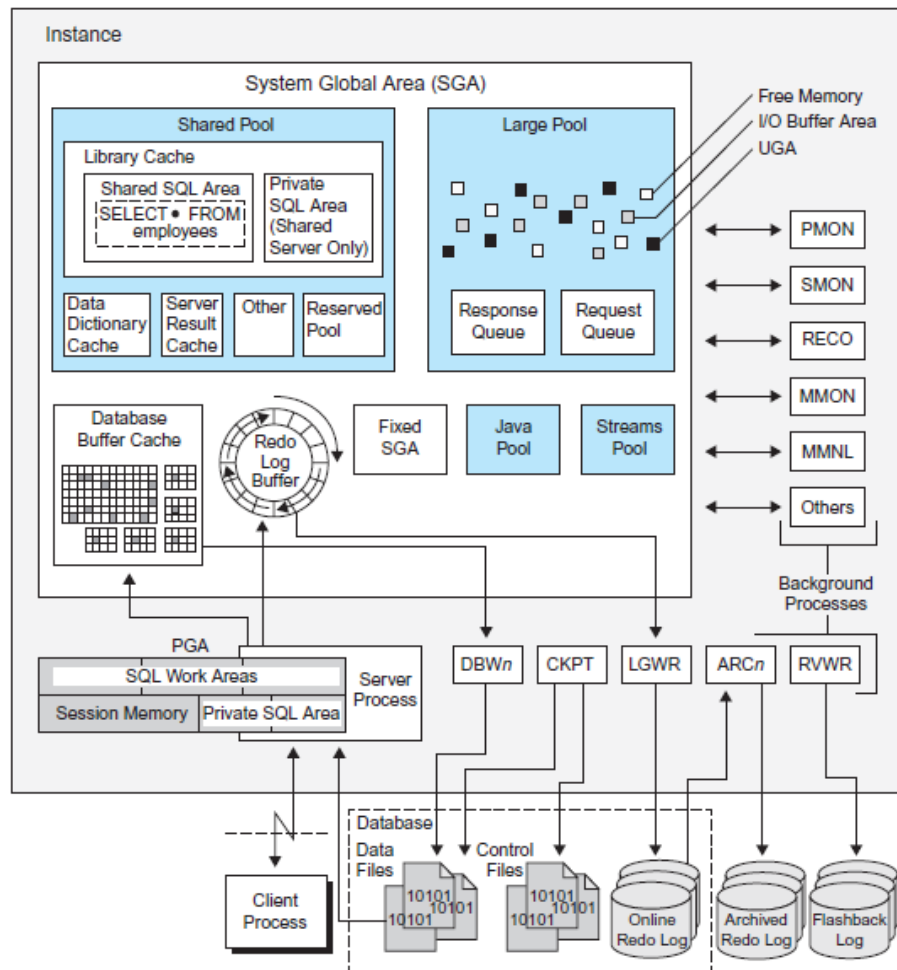 Instance
System Global Area (SGA)
Shared Pool
Library Cache
Shared SQL Area
SELECT • FROM
employees
Private
SQL Area
(Shared
Server Only)
Data
Dictionary
Cache
Server
Result
Cache
Other
Reserved
Pool
Large Pool
Response
Queue
Request
Queue
Free Memory
I/O Buffer Area
UGA
Database
Buffer Cache
Redo
Log
Buffer
Fixed
SGA
Java
Pool
Streams
Pool
PMON
SMON
RECO
MMON
MMNL
Others
Background
Processes
PGA
SQL Work Areas
Session Memory
Private SQL Area
Server
Process
DBWn
CKPT
LGWR
ARCn
RVWR
Client
Process
Database
Data
Files
10101
10101
10101
Control
Files
10101
10101
10101
Online
Redo Log
Archived
Redo Log
Flashback
Log